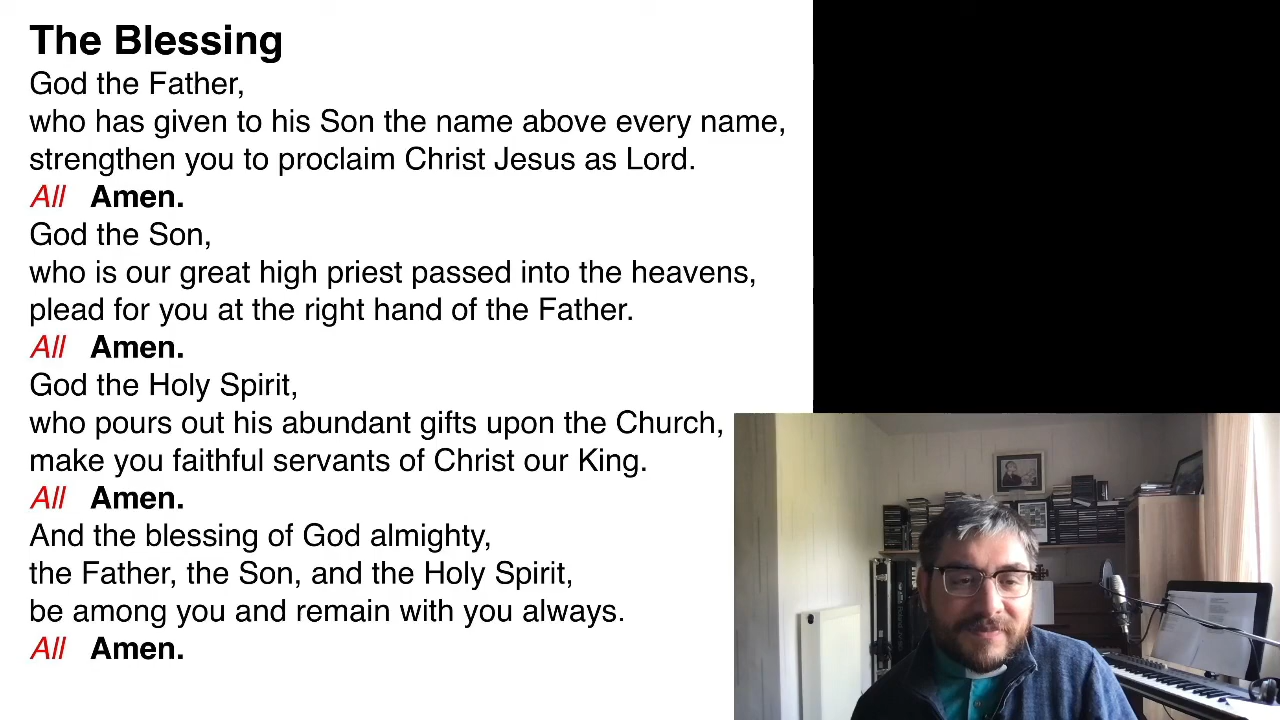 The Blessing
God the Father,
who has given to his Son the name above every name,
strengthen you to proclaim Christ Jesus as Lord.
All Amen.
God the Son,
who is our great high priest passed into the heavens,
plead for you at the right hand of the Father.
All Amen.
God the Holy Spirit,
who pours out his abundant gifts upon the Church,
make you faithful servants of Christ our King.
All Amen.
And the blessing of God almighty,
the Father, the Son, and the Holy Spirit,
be among you and remain with you always.
All Amen.